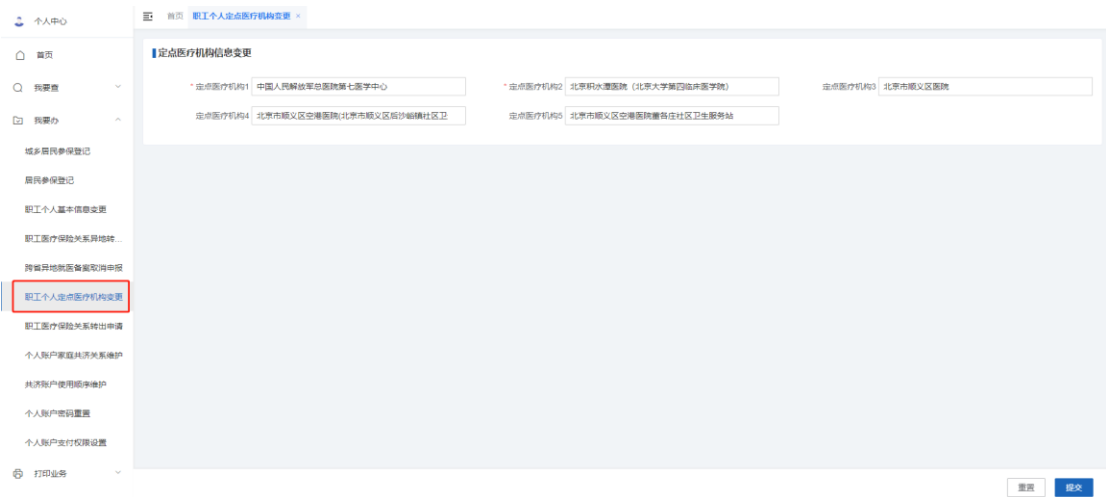 个人中心
首页
我要查
我要办
城乡居民参保登记
居民参保登记
职工个人基本信息变更
职工医疗保险关系异地转...
跨省异地就医备案取消申报
职工个人定点医疗机构变更
职工医疗保险关系转出申请
个人账户家庭共济关系维护
共济账户使用顺序维护
个人账户密码重置
个人账户支付权限设置
打印业务
首页 职工个人定点医疗机构变更 ×
定点医疗机构信息变更
* 定点医疗机构1 中国人民解放军总医院第七医学中心 * 定点医疗机构2 北京积水潭医院（北京大学第四临床医学院） 定点医疗机构3 北京市顺义区医院
定点医疗机构4 北京市顺义区空港医院(北京市顺义区后沙峪镇社区卫 定点医疗机构5 北京市顺义区空港医院董各庄社区卫生服务站
重置 提交